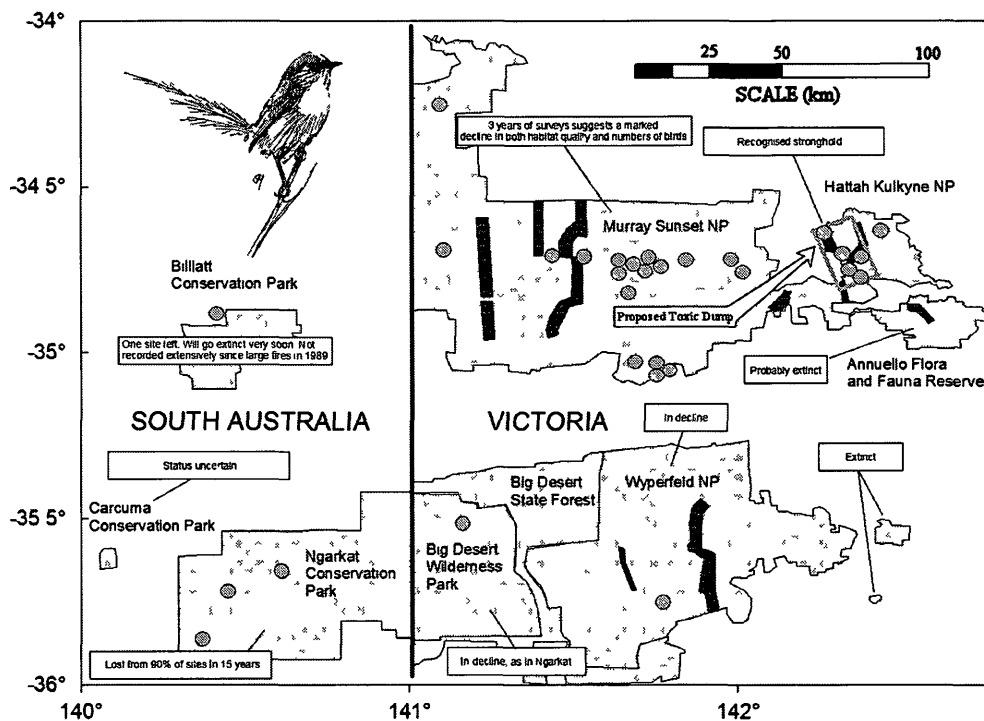 -34°
25
50
100
SCALE (km)
3 years of surveys suggests a marked
decline in both habitat quality and numbers of birds
Recognised stronghold
-34 5°
Hattah Kulkyne NP
Murray Sunset NP
Billiatt
Conservation Park
Proposed Toxic Dump
One site left. Will go extinct very soon Not
recorded extensively since large fires in 1989
-35°
Probably extinct
Annuello Flora
and Fauna Reserve
SOUTH AUSTRALIA
VICTORIA
In decline
Status uncertain
Extinct
Big Desert
State Forest
Wyperfeld NP
-35 5°
Carcuma
Conservation Park
Ngarkat
Conservation
Park
Big Desert
Wilderness
Park
Lost from 90% of sites in 15 years
In decline, as in Ngarkat
-36°
140°
141°
142°